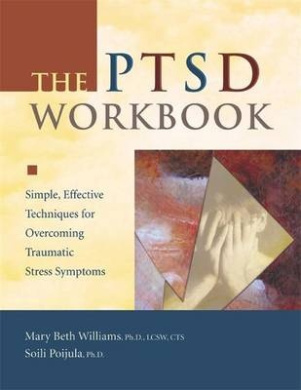 THE PTSD
WORKBOOK
Simple, Effective
Techniques for
Overcoming
Traumatic
Stress Symptoms
Mary Beth Williams, Ph.D., LCSW, CTS
Soili Poijula, Ph.D.